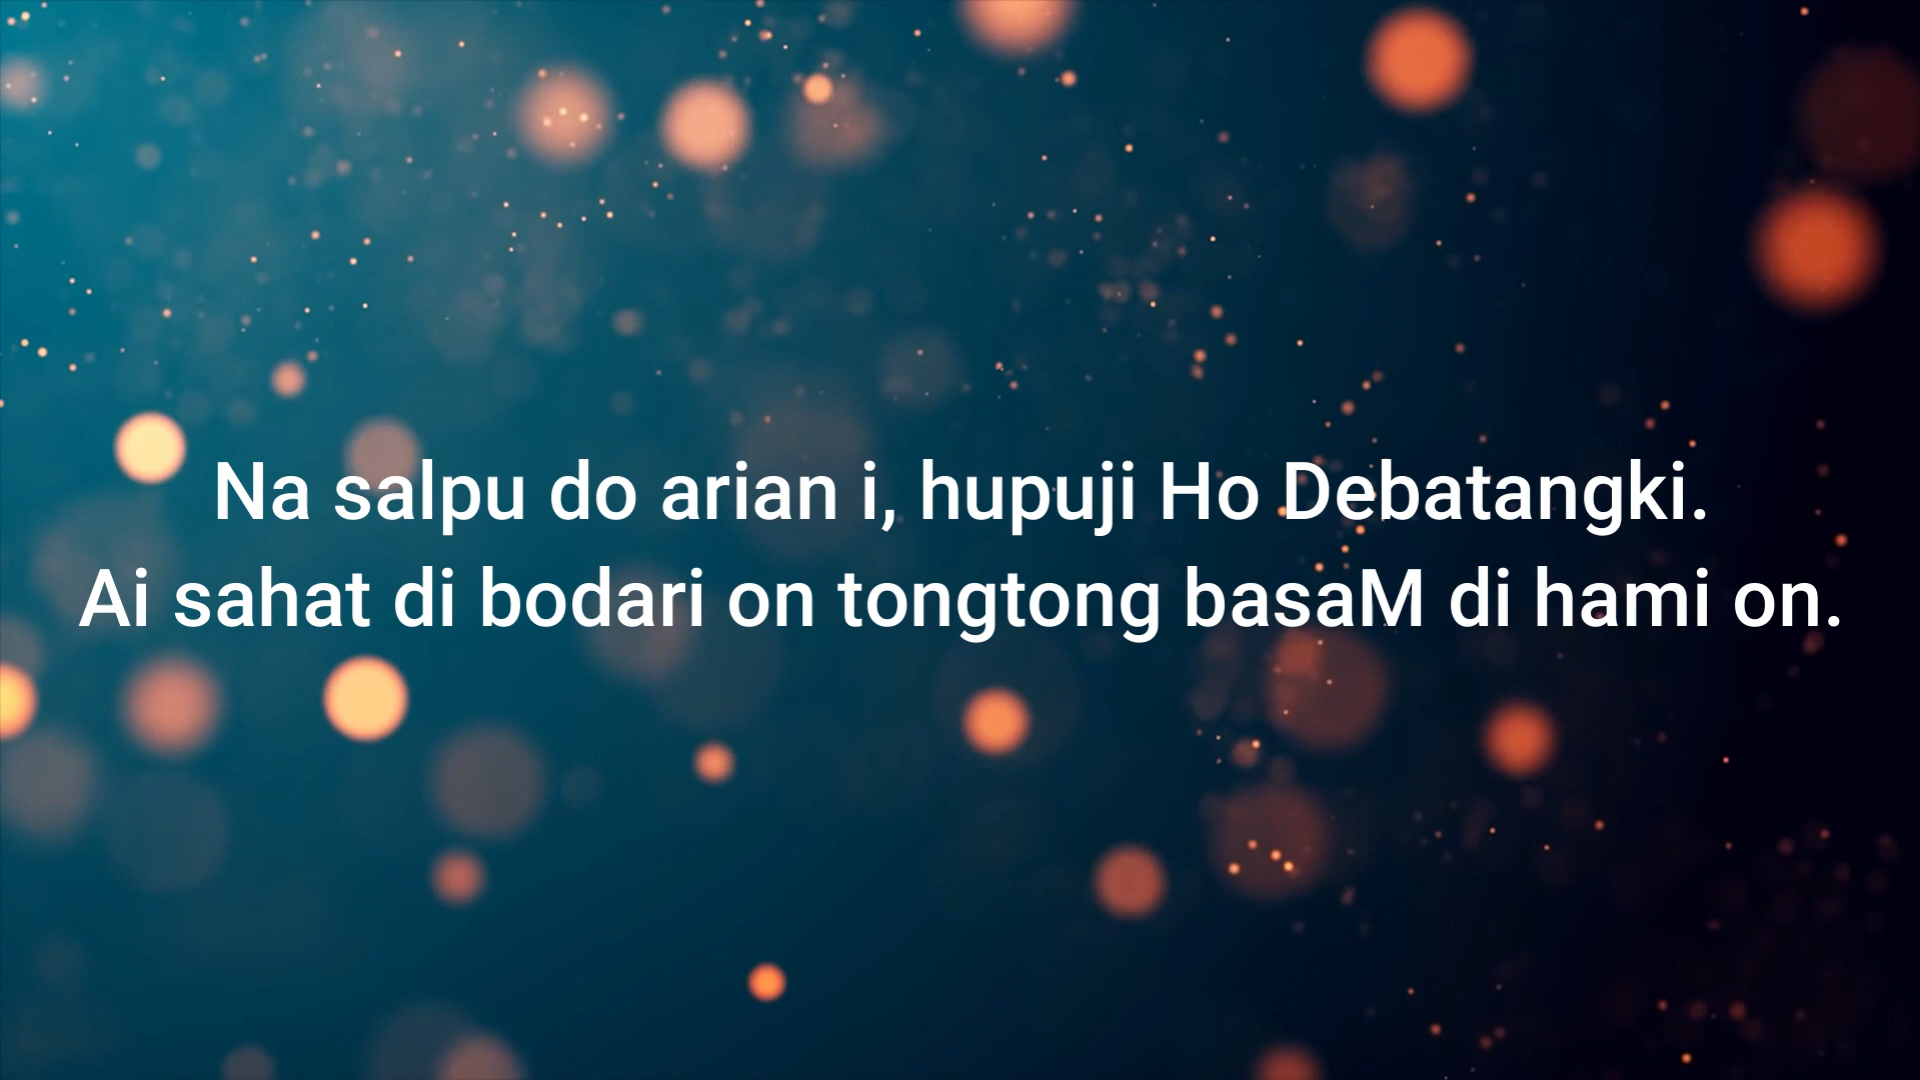 Na salpu do arian i, hupuji Ho Debatangki.
Ai sahat di bodari on tongtong basaM di hami on.